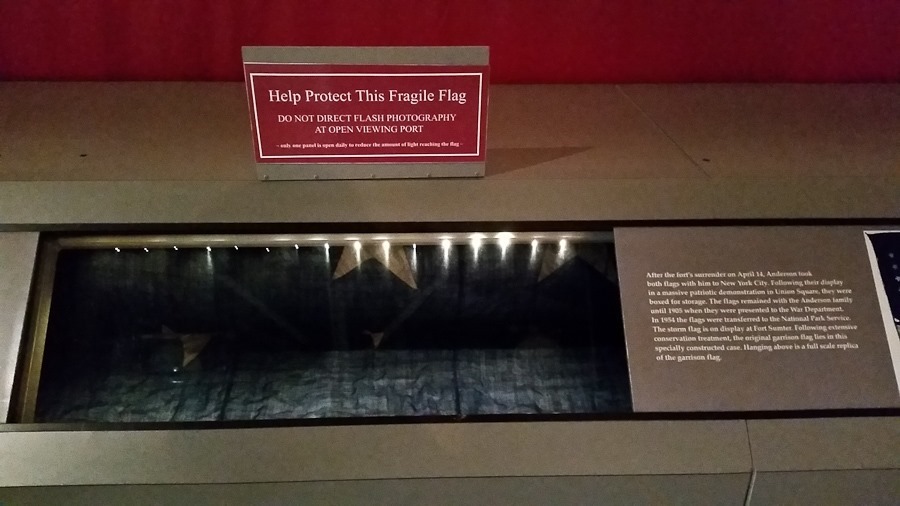 Help Protect This Fragile Flag
DO NOT DIRECT FLASH PHOTOGRAPHY
AT OPEN VIEWING PORT
~ only one panel is open daily to reduce the amount of light reaching the flag ~
After the fort's surrender on April 14, Anderson took
both flags with him to New York City. Following their display
in a massive patriotic demonstration in Union Square, they were
boxed for storage. The flags remained with the Anderson family
until 1905 when they were presented to the War Department.
In 1954 the flags were transferred to the National Park Service.
The storm flag is on display at Fort Sumter. Following extensive
conservation treatment, the original garrison flag lies in this
specially constructed case. Hanging above is a full scale replica
of the garrison flag.